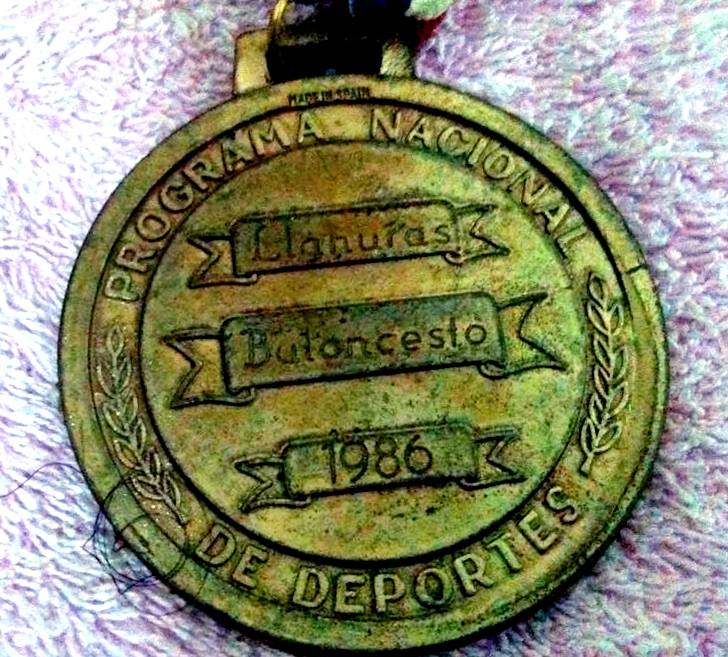 MADE IN SPAIN
PROGRAMA NACIONAL
Llanuras
Baloncesto
1986
DE DEPORTES